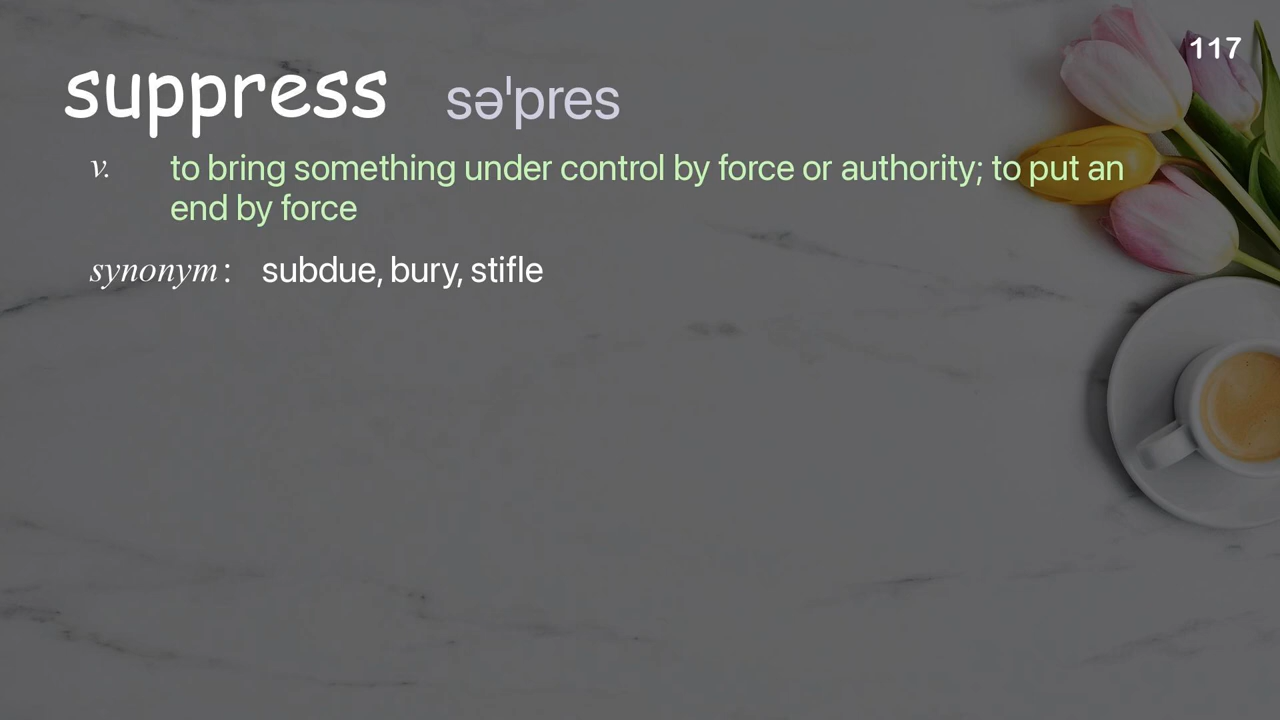 117
suppress səˈpres
v. to bring something under control by force or authority; to put an
end by force
synonym : subdue, bury, stifle